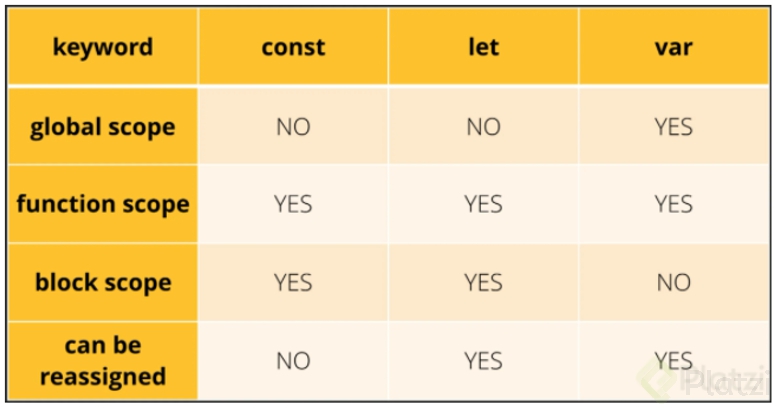 keyword const let var
global scope NO NO YES
function scope YES YES YES
block scope YES YES NO
can be
reassigned NO YES YES
Platzi